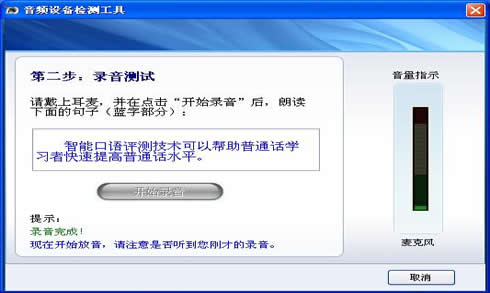 音频设备检测工具
第二步：录音测试
请戴上耳麦，并在点击“开始录音”后，朗读
下面的句子（蓝字部分）：
智能口语评测技术可以帮助普通话学
习者快速提高普通话水平。
开始录音
提示：
录音完成！
现在开始放音，请注意是否听到您刚才的录音。
音量指示
麦克风
取消